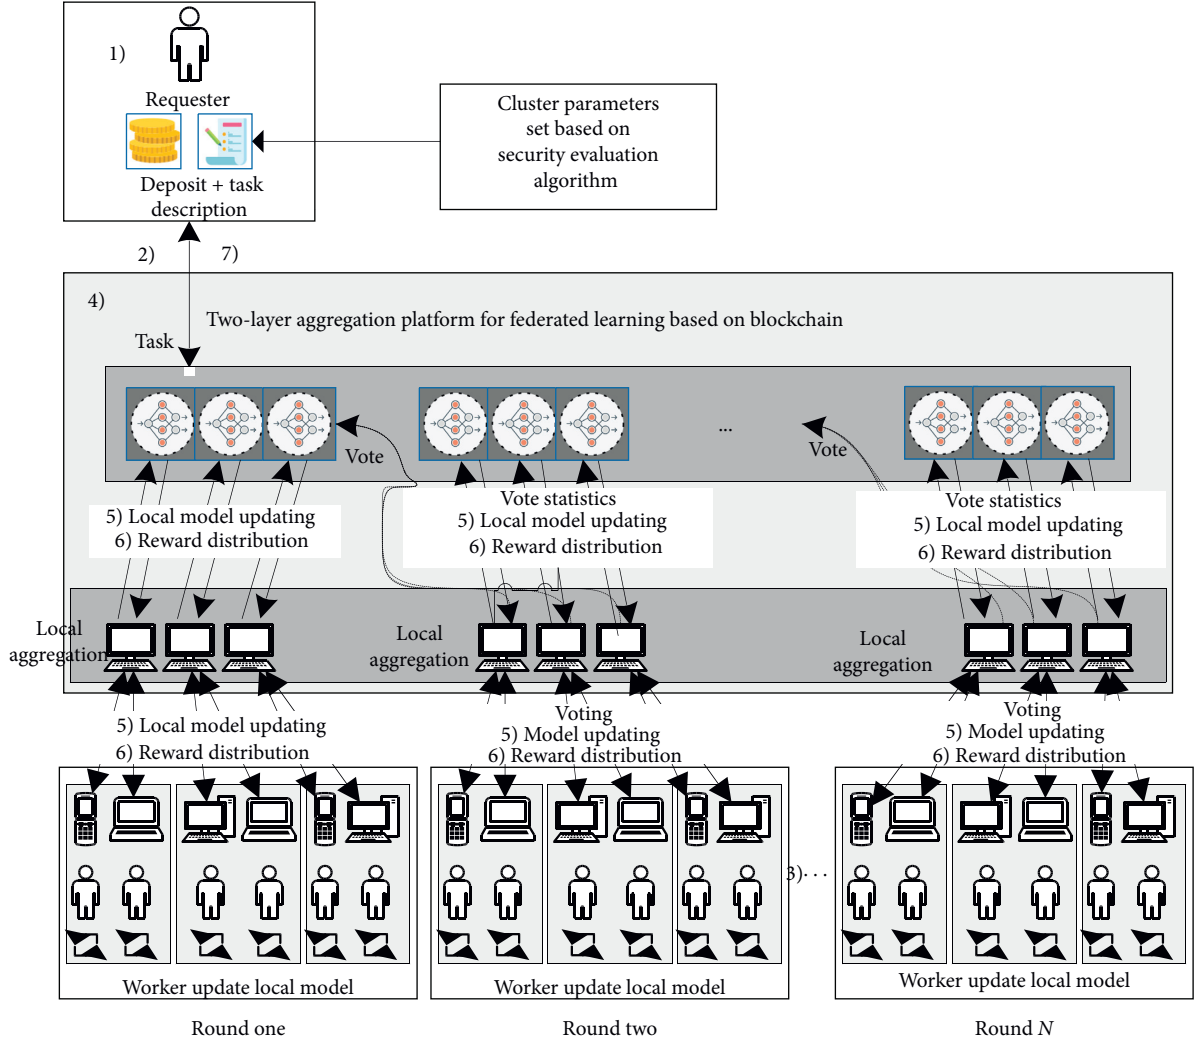 1)
Requester
Deposit + task
description
Cluster parameters
set based on
security evaluation
algorithm
2)
7)
4)
Two-layer aggregation platform for federated learning based on blockchain
Task
Vote
...
Vote
5) Local model updating
6) Reward distribution
Vote statistics
5) Local model updating
6) Reward distribution
Vote statistics
5) Local model updating
6) Reward distribution
Local
aggregation
Local
aggregation
Local
aggregation
5) Local model updating
6) Reward distribution
Voting
5) Model updating
6) Reward distribution
Voting
5) Model updating
6) Reward distribution
3)...
Worker update local model
Worker update local model
Worker update local model
Round one
Round two
Round N